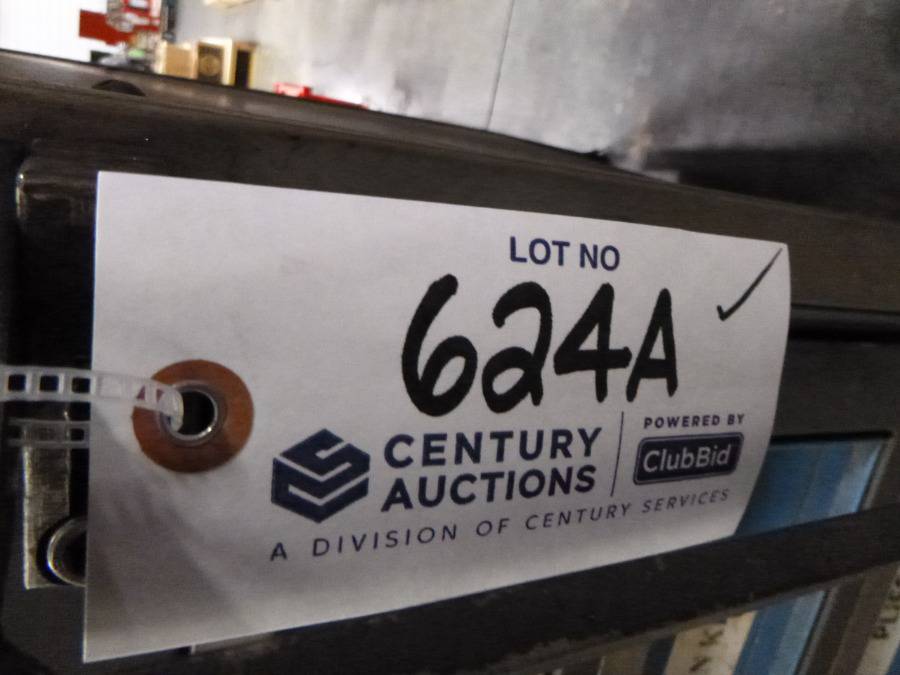 LOT NO
624A
CENTURY
AUCTIONS
POWERED BY
ClubBid
A DIVISION OF CENTURY SERVICES